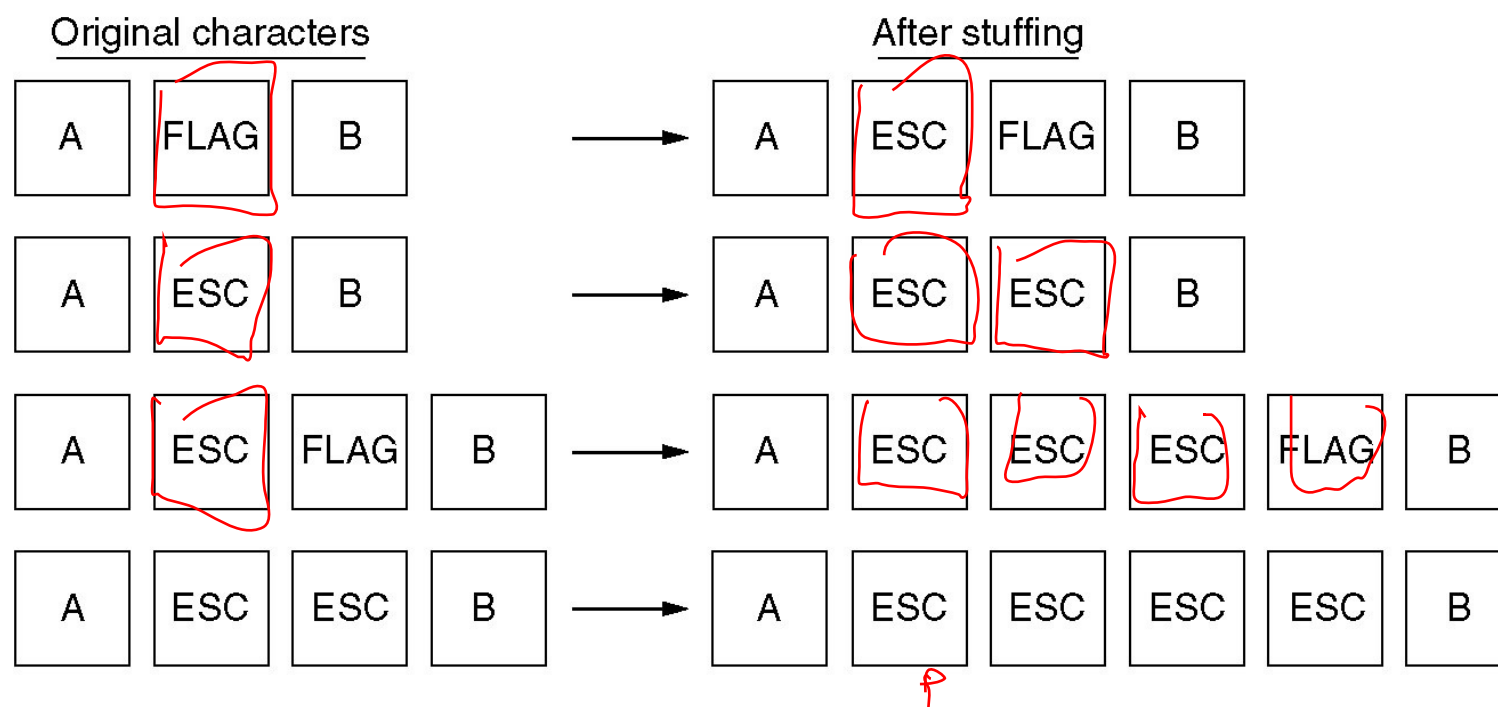 Original characters After stuffing
A FLAG B A ESC FLAG B
A ESC B A ESC ESC B
A ESC FLAG B A ESC ESC ESC FLAG B
A ESC ESC B A ESC ESC ESC ESC B